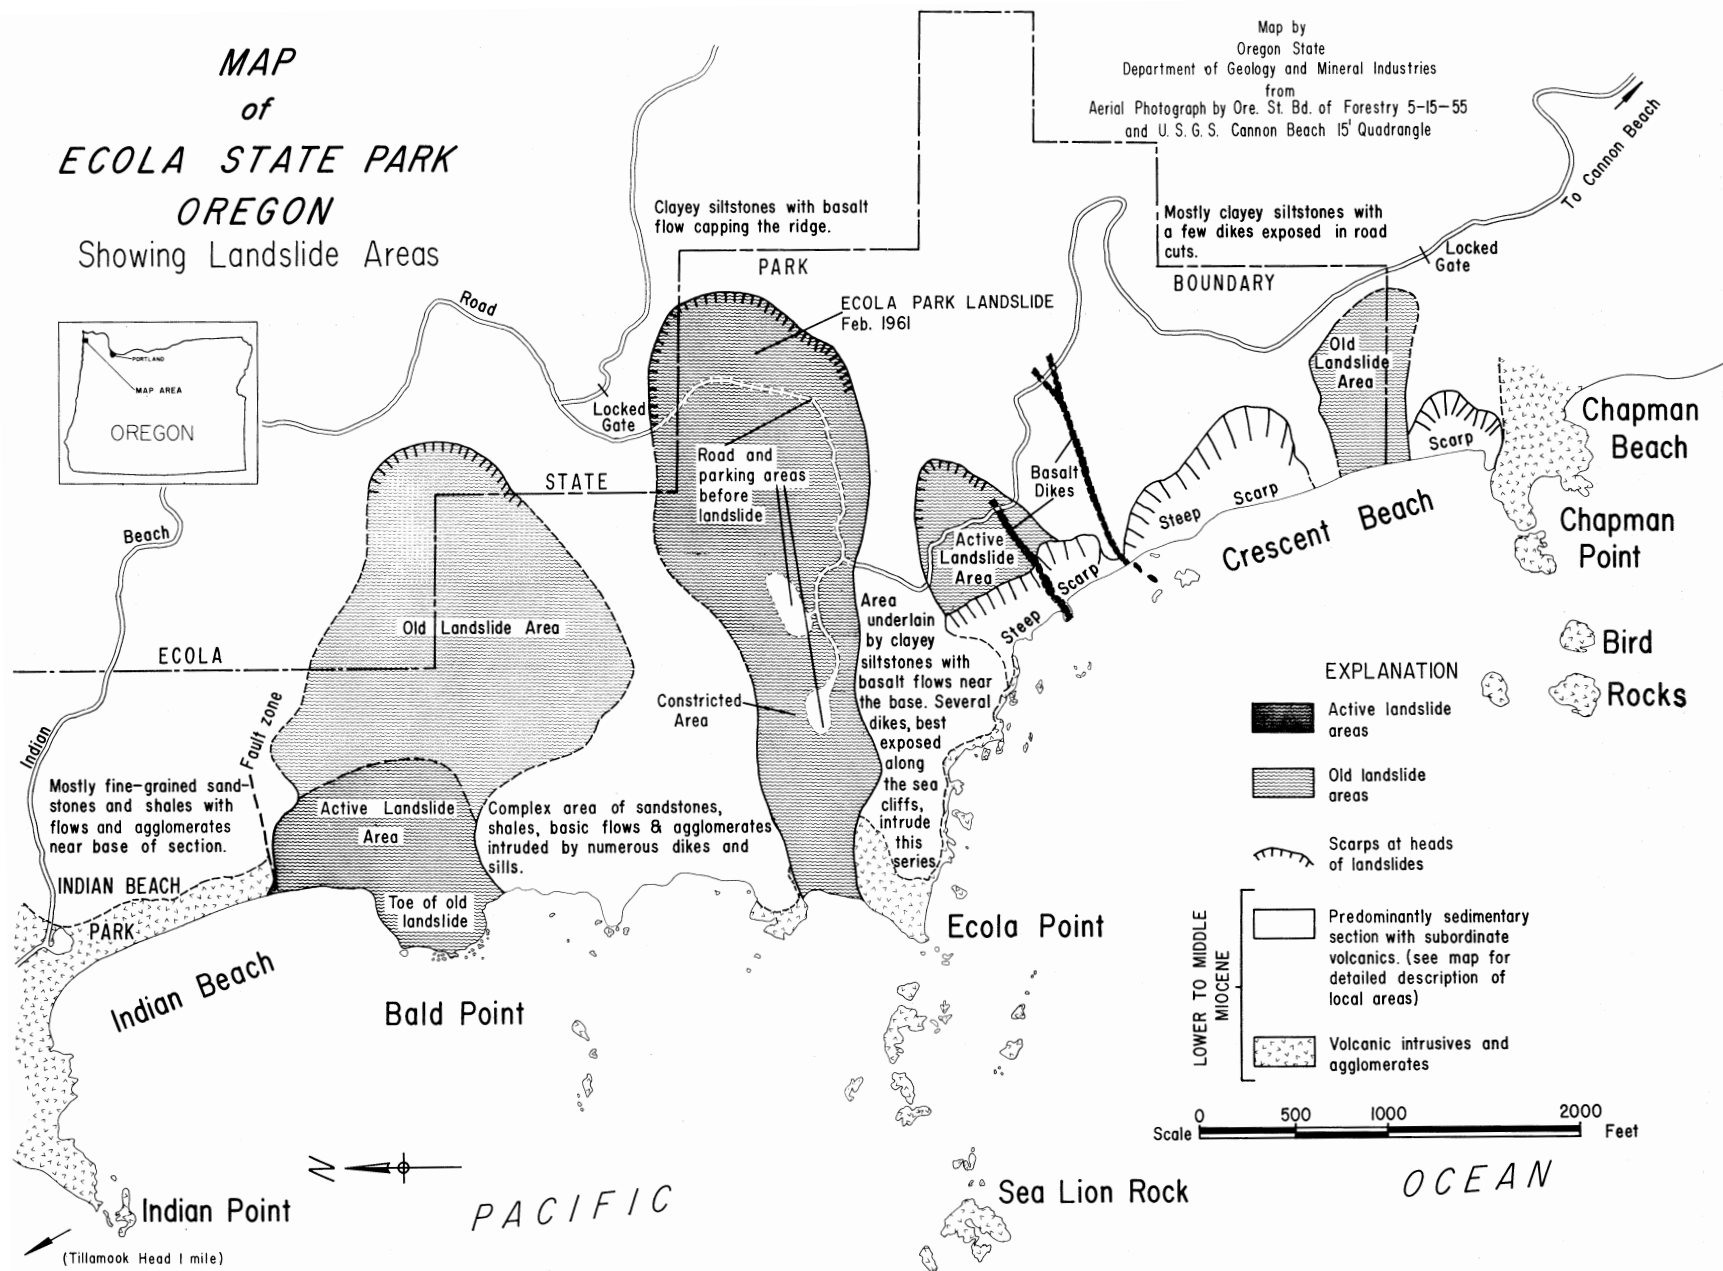 MAP
of
ECOLA STATE PARK
OREGON
Showing Landslide Areas
Map by
Oregon State
Department of Geology and Mineral Industries
from
Aerial Photograph by Ore. St. Bd. of Forestry 5-15-55
and U. S. G. S. Cannon Beach 15' Quadrangle
To Cannon Beach
Clayey siltstones with basalt
flow capping the ridge.
Mostly clayey siltstones with
a few dikes exposed in road
cuts.
Locked
Gate
PARK
BOUNDARY
ECOLA PARK LANDSLIDE
Feb. 1961
Road
PORTLAND
MAP AREA
OREGON
Locked
Gate
Old
Landslide
Area
Chapman
Beach
Scarp
Road and
parking areas
before
landslide
STATE
Basalt
Dikes
Steep Scarp
Crescent Beach
Chapman
Point
Beach
Active
Landslide
Area
Steep Scarp
Old Landslide Area
ECOLA
Area
underlain
by clayey
siltstones with
basalt flows near
the base. Several
dikes, best
exposed
along
the sea
cliffs,
intrude
this
series.
Bird
Rocks
Constricted
Area
Fault zone
Indian
EXPLANATION
Active landslide
areas
Old landslide
areas
Scarps at heads
of landslides
LOWER TO MIDDLE
MIOCENE
Predominantly sedimentary
section with subordinate
volcanics. (see map for
detailed description of
local areas)
Volcanic intrusives and
agglomerates
Mostly fine-grained sand-
stones and shales with
flows and agglomerates
near base of section.
Active Landslide
Area
Complex area of sandstones,
shales, basic flows & agglomerates
intruded by numerous dikes and
sills.
INDIAN BEACH
PARK
Toe of old
landslide
Ecola Point
Indian Beach
Bald Point
0 500 1000 2000
Scale Feet
N
Indian Point
PACIFIC
Sea Lion Rock
OCEAN
(Tillamook Head 1 mile)